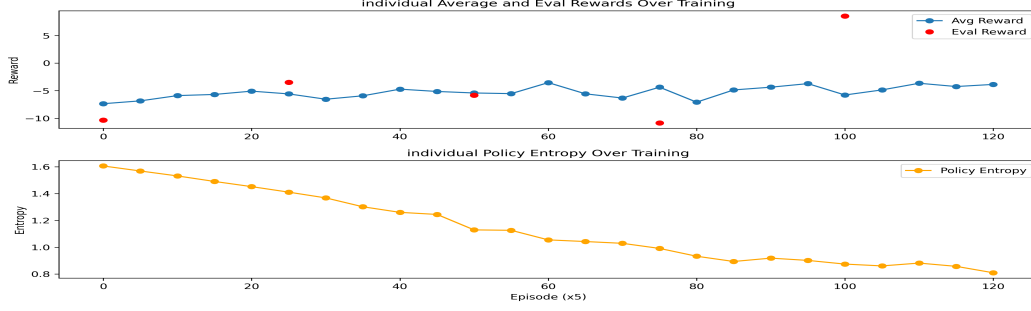 individual Average and Eval Rewards Over Training
Avg Reward
Eval Reward
Reward
5
0
−5
−10
0 20 40 60 80 100 120
individual Policy Entropy Over Training
Policy Entropy
Entropy
1.6
1.4
1.2
1.0
0.8
0 20 40 60 80 100 120
Episode (x5)